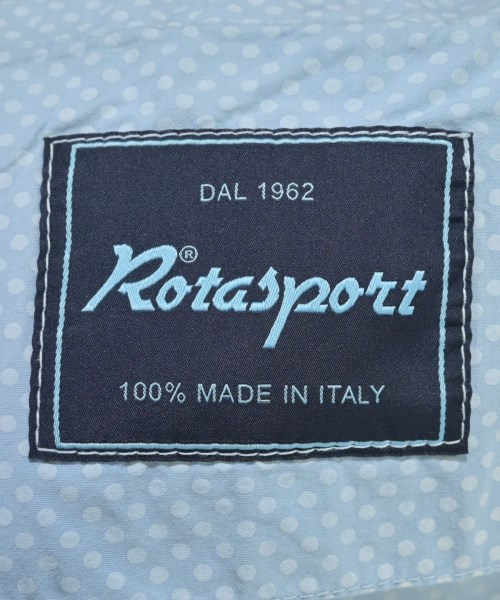 DAL 1962
Rotasport®
100% MADE IN ITALY